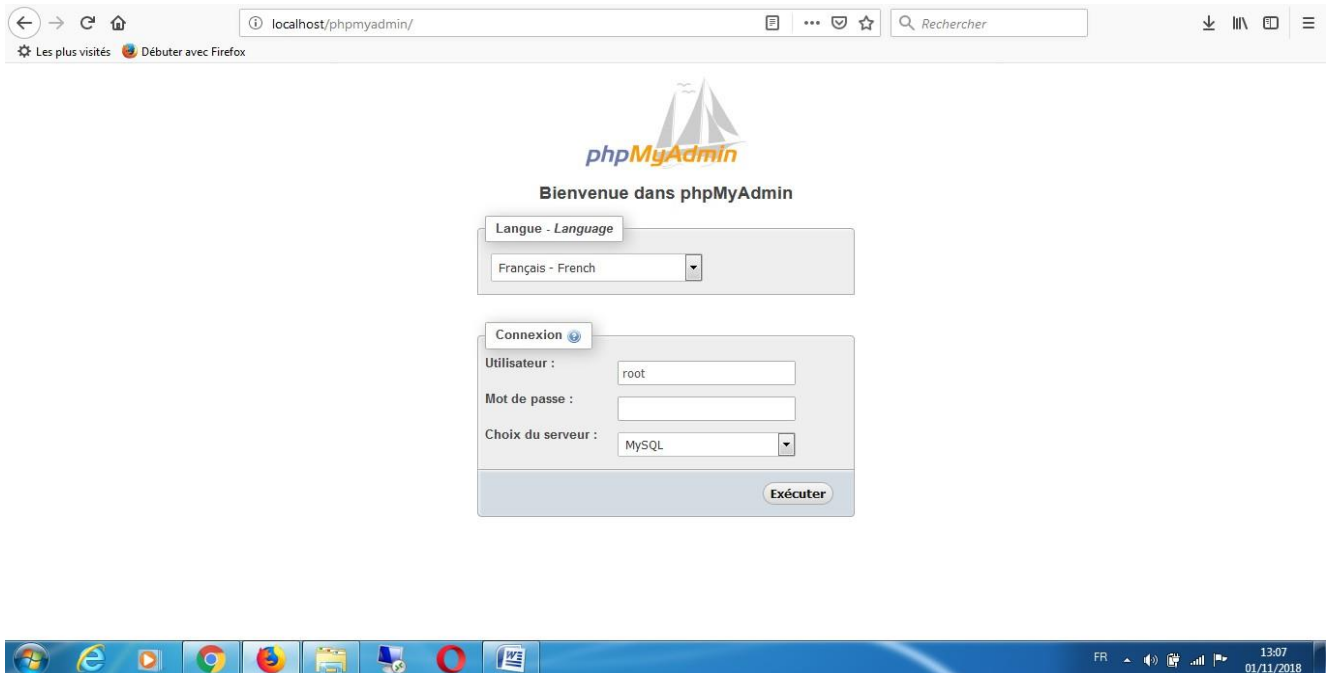 localhost/phpmyadmin/
Rechercher
Les plus visités Débuter avec Firefox
phpMyAdmin
Bienvenue dans phpMyAdmin
Langue - Language
Français - French
Connexion
Utilisateur : root
Mot de passe :
Choix du serveur : MySQL
Exécuter
FR 13:07
01/11/2018